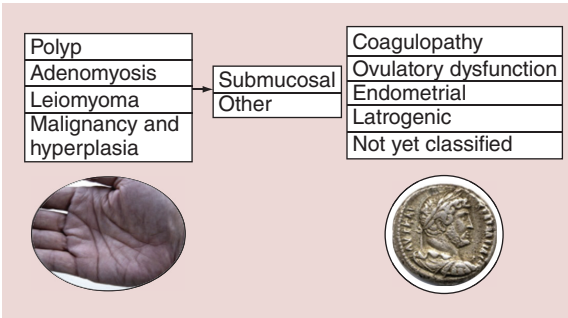 Polyp
Adenomyosis
Leiomyoma
Malignancy and
hyperplasia
Submucosal
Other
Coagulopathy
Ovulatory dysfunction
Endometrial
Latrogenic
Not yet classified